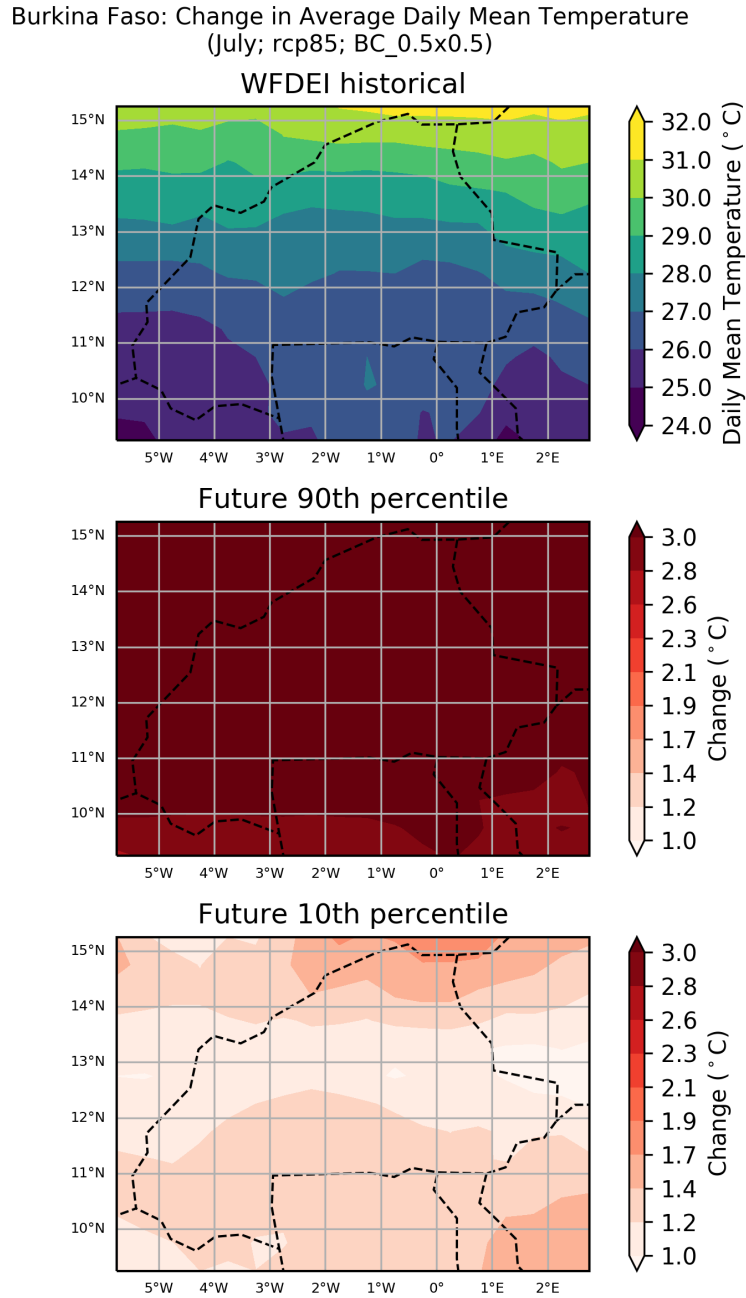 Burkina Faso: Change in Average Daily Mean Temperature
(July; rcp85; BC_0.5x0.5)
WFDEI historical
15°N
14°N
13°N
12°N
11°N
10°N
5°W 4°W 3°W 2°W 1°W 0° 1°E 2°E
32.0
31.0
30.0
29.0
28.0
27.0
26.0
25.0
24.0
Daily Mean Temperature (°C)
Future 90th percentile
15°N
14°N
13°N
12°N
11°N
10°N
5°W 4°W 3°W 2°W 1°W 0° 1°E 2°E
3.0
2.8
2.6
2.3
2.1
1.9
1.7
1.4
1.2
1.0
Change (°C)
Future 10th percentile
15°N
14°N
13°N
12°N
11°N
10°N
5°W 4°W 3°W 2°W 1°W 0° 1°E 2°E
3.0
2.8
2.6
2.3
2.1
1.9
1.7
1.4
1.2
1.0
Change (°C)